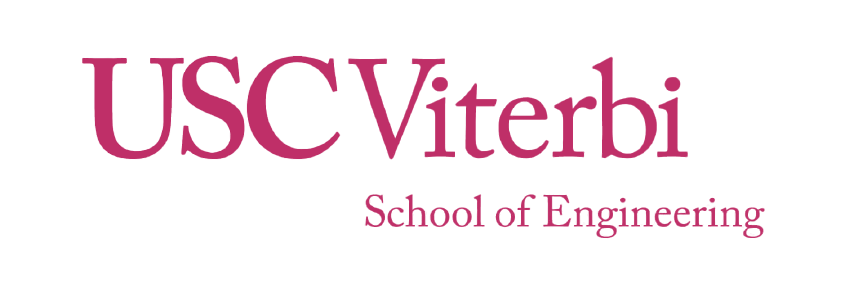 USC Viterbi
School of Engineering